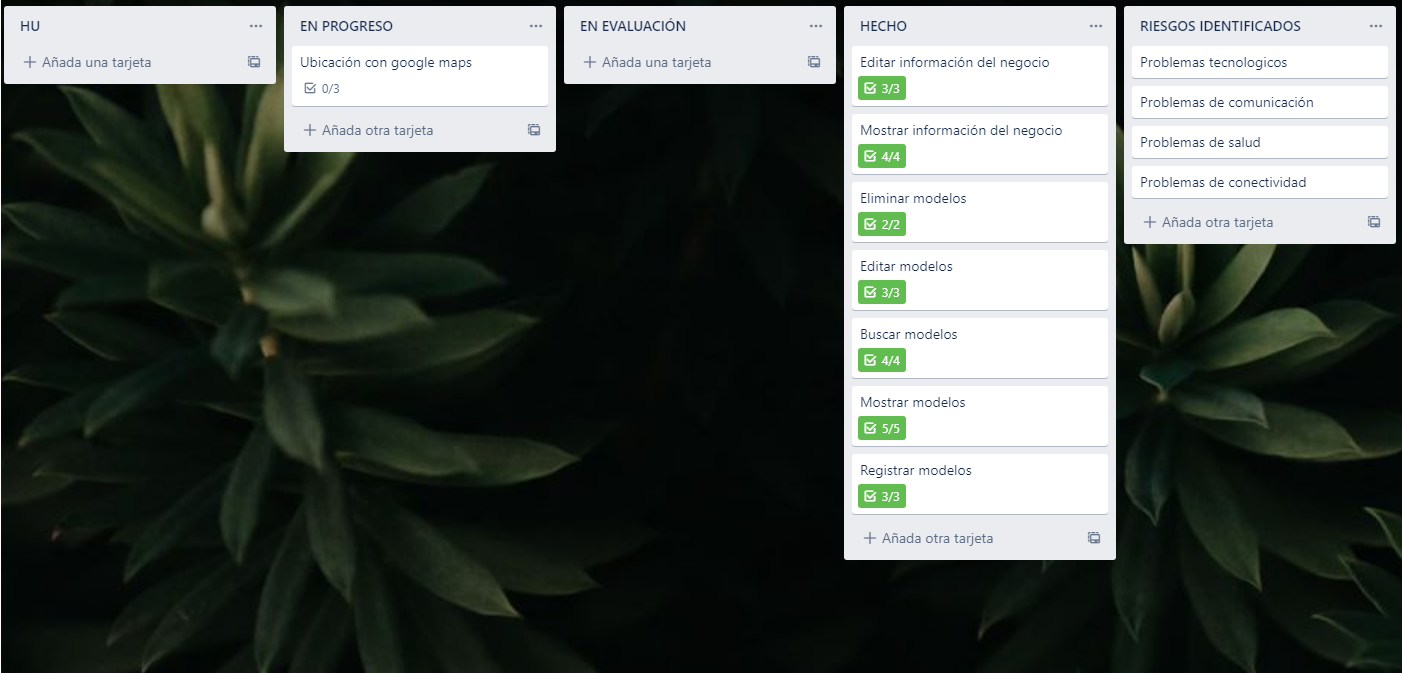 HU
Añada una tarjeta
EN PROGRESO
Ubicación con google maps
0/3
Añada otra tarjeta
EN EVALUACIÓN
Añada una tarjeta
HECHO
Editar información del negocio
3/3
Mostrar información del negocio
4/4
Eliminar modelos
2/2
Editar modelos
3/3
Buscar modelos
4/4
Mostrar modelos
5/5
Registrar modelos
3/3
Añada otra tarjeta
RIESGOS IDENTIFICADOS
Problemas tecnologicos
Problemas de comunicación
Problemas de salud
Problemas de conectividad
Añada otra tarjeta